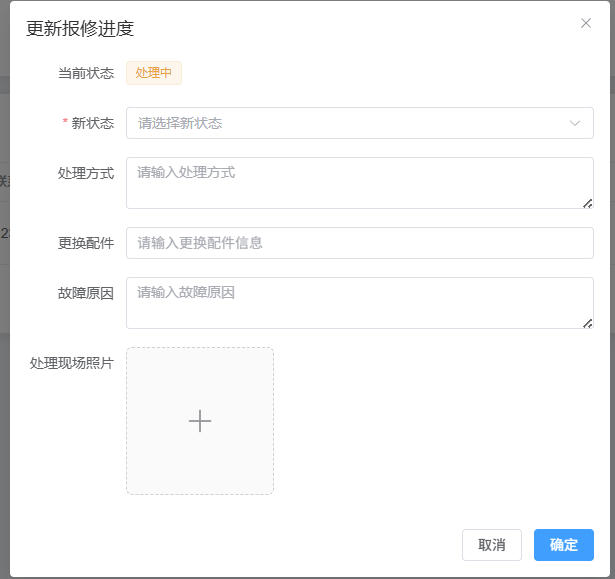 更新报修进度
当前状态 处理中
* 新状态 请选择新状态
处理方式 请输入处理方式
更换配件 请输入更换配件信息
故障原因 请输入故障原因
处理现场照片
取消 确定